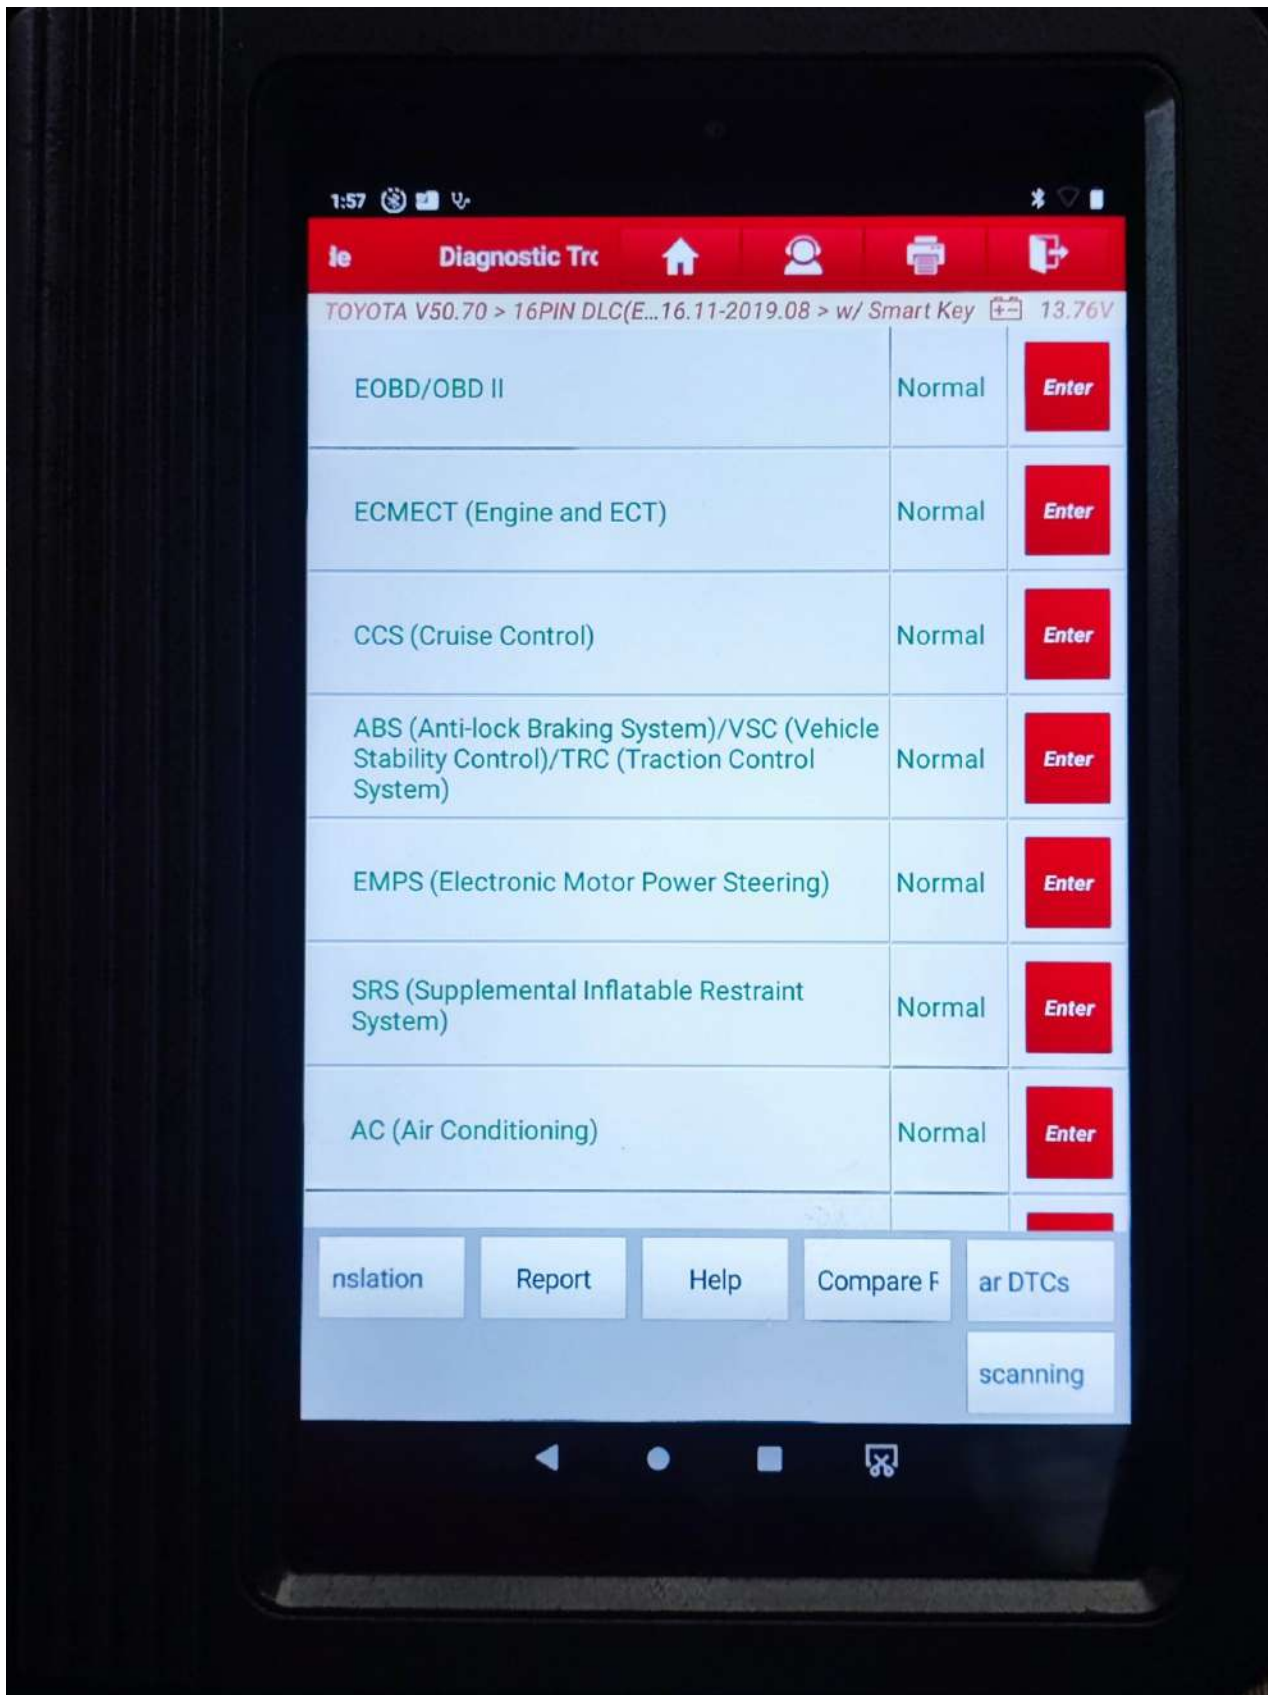 1:57
le Diagnostic Trc
TOYOTA V50.70 > 16PIN DLC(E...16.11-2019.08 > w/ Smart Key 13.76V
EOBD/OBD II Normal Enter
ECMECT (Engine and ECT) Normal Enter
CCS (Cruise Control) Normal Enter
ABS (Anti-lock Braking System)/VSC (Vehicle
Stability Control)/TRC (Traction Control Normal Enter
System)
EMPS (Electronic Motor Power Steering) Normal Enter
SRS (Supplemental Inflatable Restraint
System) Normal Enter
AC (Air Conditioning) Normal Enter
nslation Report Help Compare F ar DTCs
scanning